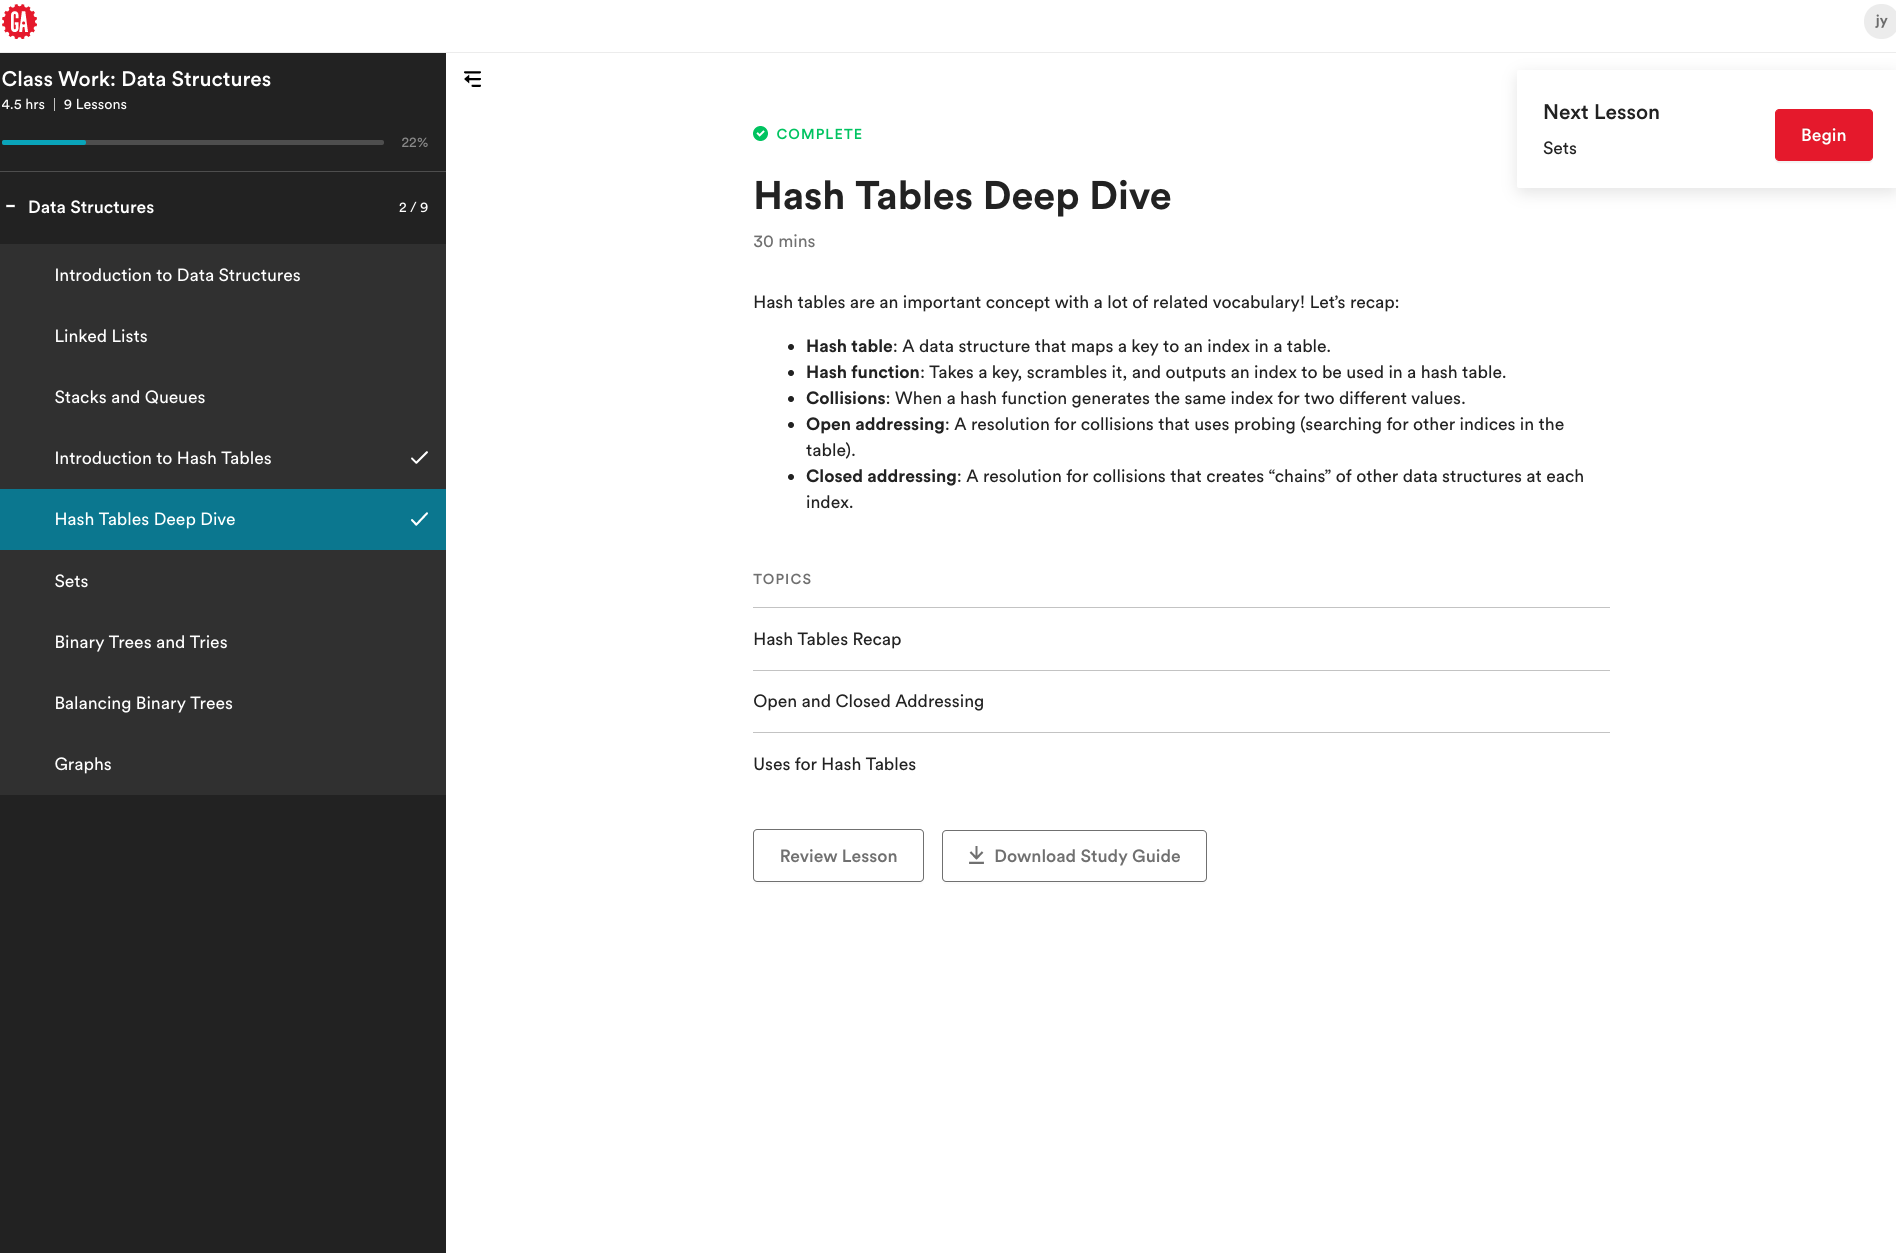 GA
jy
Class Work: Data Structures
4.5 hrs | 9 Lessons
22%
Data Structures 2 / 9
Introduction to Data Structures
Linked Lists
Stacks and Queues
Introduction to Hash Tables
Hash Tables Deep Dive
Sets
Binary Trees and Tries
Balancing Binary Trees
Graphs
COMPLETE
Hash Tables Deep Dive
30 mins
Hash tables are an important concept with a lot of related vocabulary! Let’s recap:
• Hash table: A data structure that maps a key to an index in a table.
• Hash function: Takes a key, scrambles it, and outputs an index to be used in a hash table.
• Collisions: When a hash function generates the same index for two different values.
• Open addressing: A resolution for collisions that uses probing (searching for other indices in the
table).
• Closed addressing: A resolution for collisions that creates “chains” of other data structures at each
index.
TOPICS
Hash Tables Recap
Open and Closed Addressing
Uses for Hash Tables
Review Lesson
Download Study Guide
Next Lesson
Sets
Begin